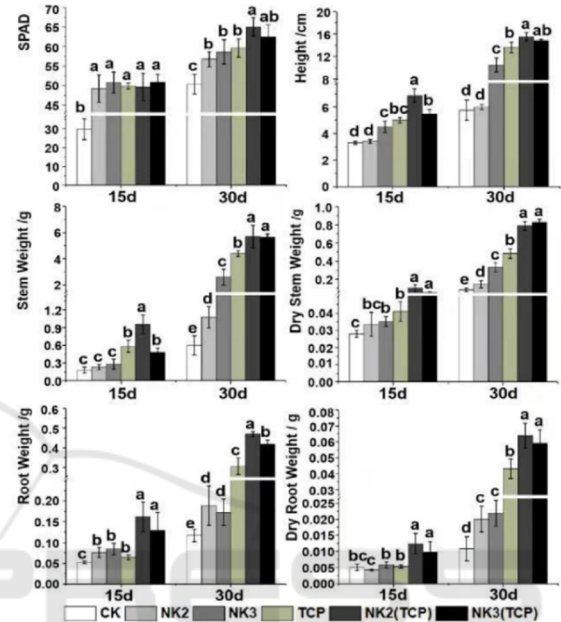 SPAD
70
65
60
55
50
45
30
20
10
0
b a a a a a
c b b b a ab
15d 30d
Height /cm
20
16
12
8
6
4
2
0
d d c bc a b
d d c b a ab
15d 30d
Stem Weight /g
8
6
4
2
1.2
0.9
0.6
0.3
0.0
c c c b a b
e d c b a a
15d 30d
Dry Stem Weight /g
1.0
0.8
0.6
0.4
0.2
0.04
0.03
0.02
0.01
0.00
c bc b b a a
e d c b a a
15d 30d
Root Weight /g
0.6
0.5
0.4
0.3
0.20
0.15
0.10
0.05
0.00
c b b b a a
e d d c a b
15d 30d
Dry Root Weight / g
0.08
0.07
0.06
0.05
0.04
0.03
0.025
0.020
0.015
0.010
0.005
0.000
bc c b b a a
d c c b a a
15d 30d
CK NK2 NK3 TCP NK2(TCP) NK3(TCP)